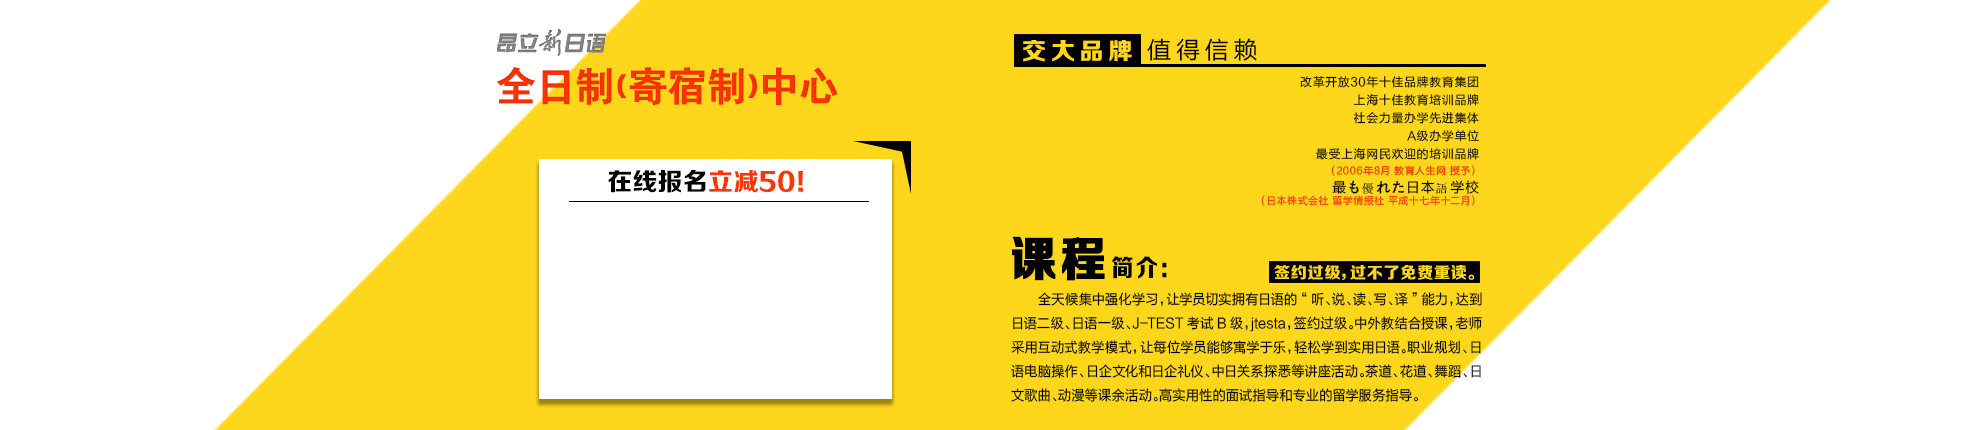 昂立新日语
全日制(寄宿制)中心
在线报名立减50!
交大品牌 值得信赖
改革开放30年十佳品牌教育集团
上海十佳教育培训品牌
社会力量办学先进集体
A级办学单位
最受上海网民欢迎的培训品牌
(2006年8月 教育人生网 授予)
最も優れた日本語学校
(日本株式会社 留学情报社 平成十七年十二月)
课程简介:
签约过级,过不了免费重读。
全天候集中强化学习,让学员切实拥有日语的“听、说、读、写、译”能力,达到
日语二级、日语一级、J-TEST 考试 B 级,jtesta,签约过级。中外教结合授课,老师
采用互动式教学模式,让每位学员能够寓学于乐,轻松学到实用日语。职业规划、日
语电脑操作、日企文化和日企礼仪、中日关系探悉等讲座活动。茶道、花道、舞蹈、日
文歌曲、动漫等课余活动。高实用性的面试指导和专业的留学服务指导。